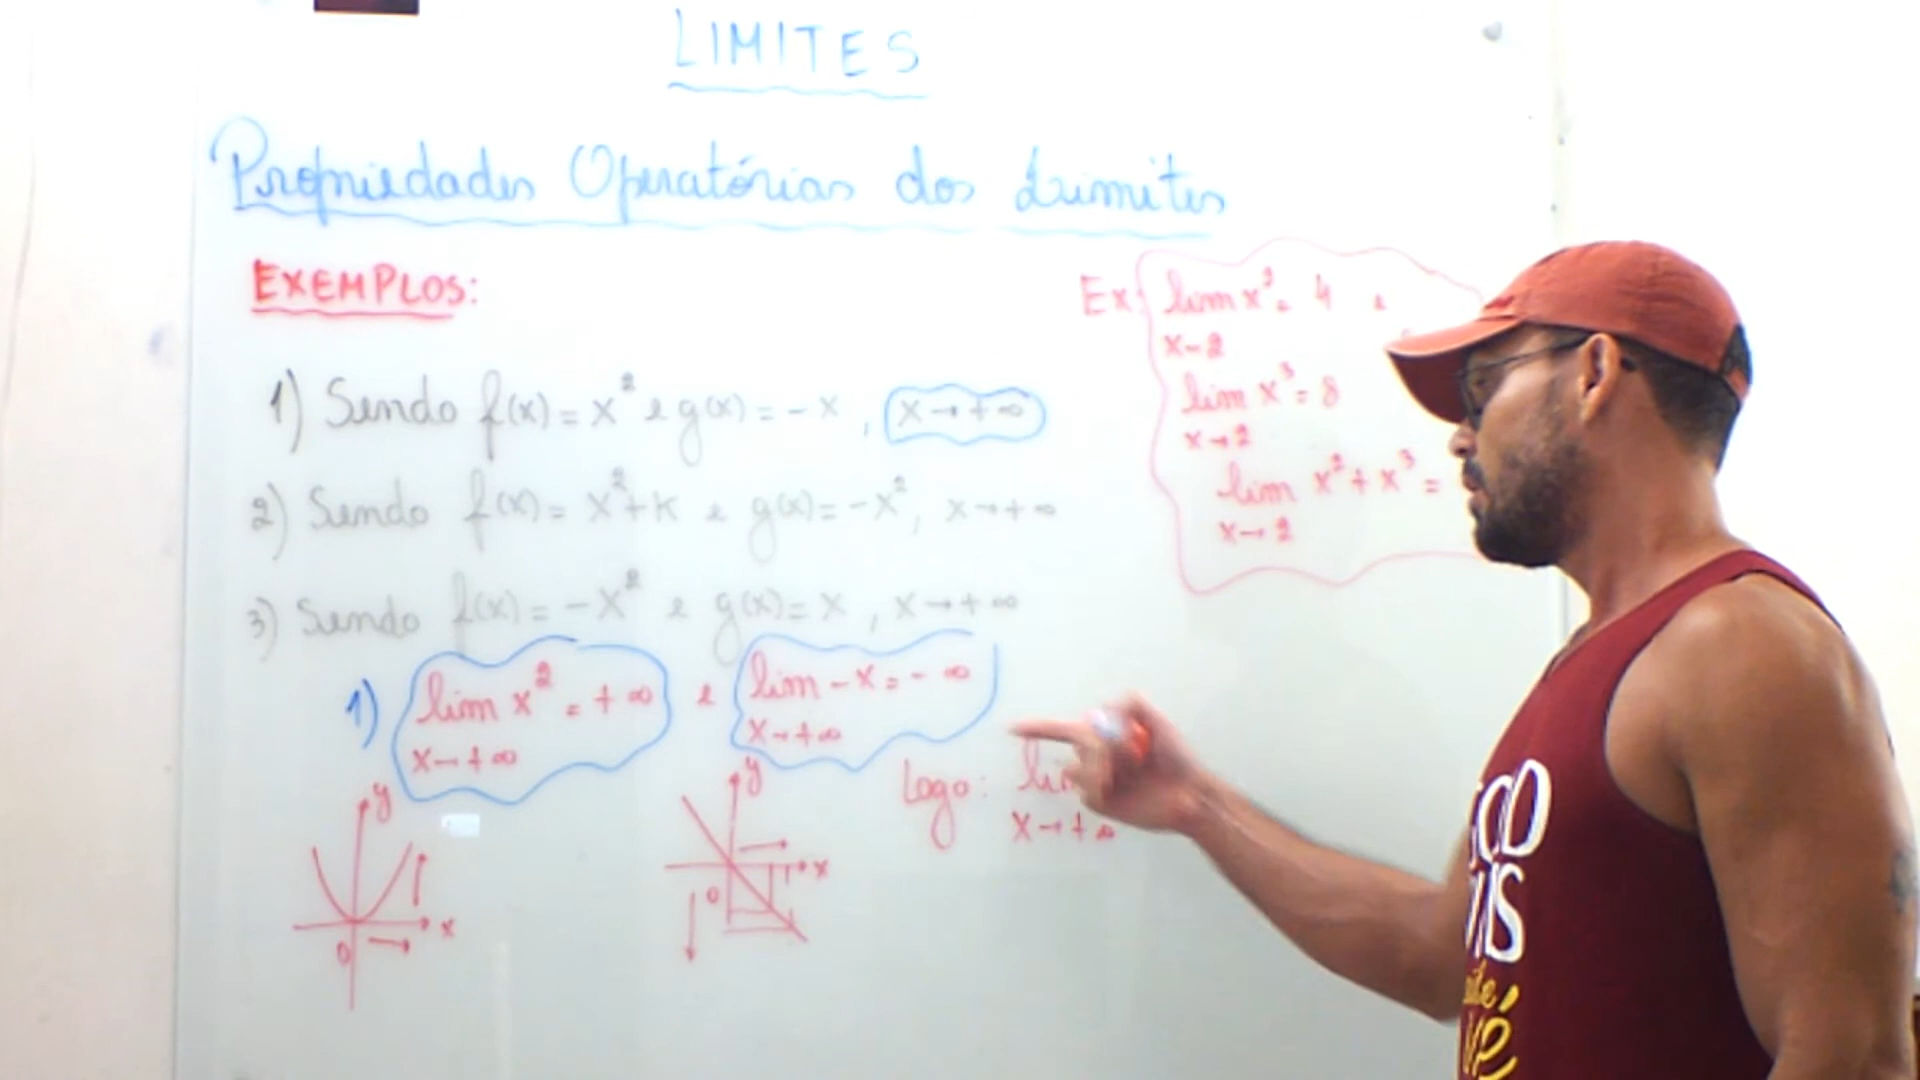 LIMITES
Propriedades Operatórias dos Limites
EXEMPLOS:
1) Sendo f(x) = x² e g(x) = -x , x→+∞
2) Sendo f(x) = x²+k e g(x) = -x², x→+∞
3) Sendo f(x) = -x² e g(x) = x , x→+∞
Ex: lim x² = 4 e
x→2
lim x³ = 8
x→2
lim x² + x³ =
x→2
1) lim x² = +∞ e lim -x = -∞
x→+∞ x→+∞
y
x
0
y
x
0
Logo: lim
x→+∞